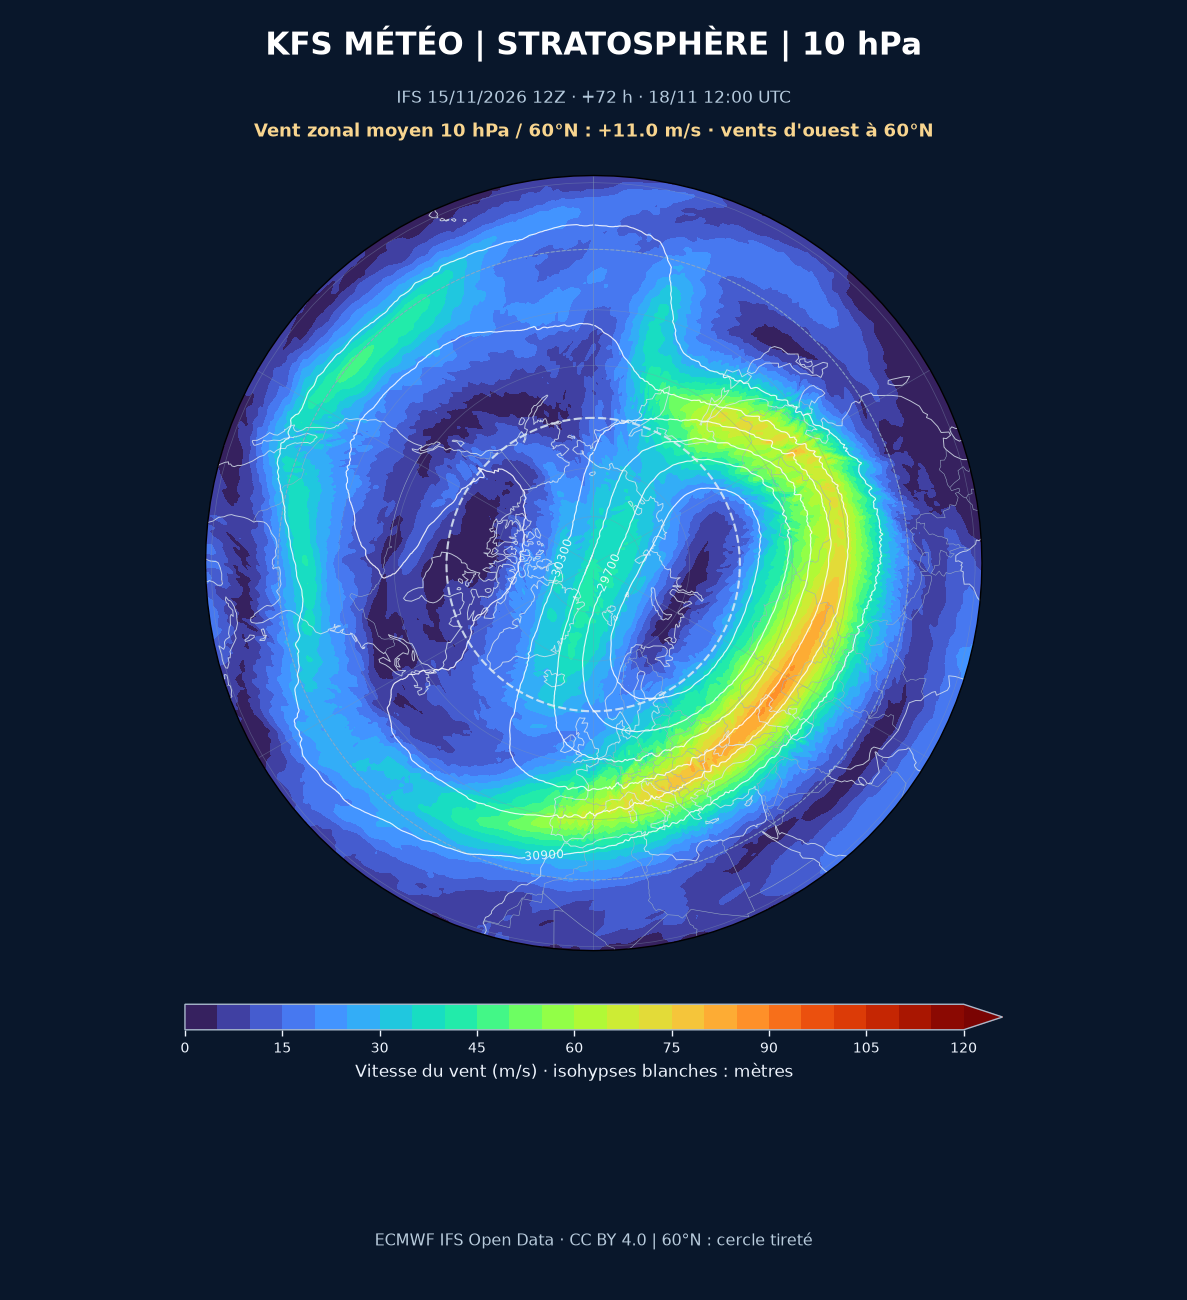 KFS MÉTÉO | STRATOSPHÈRE | 10 hPa
IFS 15/11/2026 12Z · +72 h · 18/11 12:00 UTC
Vent zonal moyen 10 hPa / 60°N : +11.0 m/s · vents d'ouest à 60°N
30300
29700
30900
0 15 30 45 60 75 90 105 120
Vitesse du vent (m/s) · isohypses blanches : mètres
ECMWF IFS Open Data · CC BY 4.0 | 60°N : cercle tireté